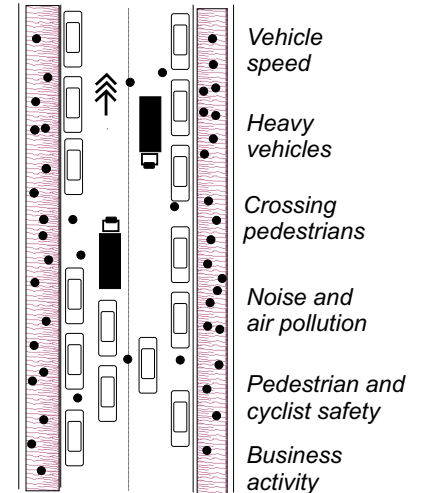 Vehicle
speed
Heavy
vehicles
Crossing
pedestrians
Noise and
air pollution
Pedestrian and
cyclist safety
Business
activity